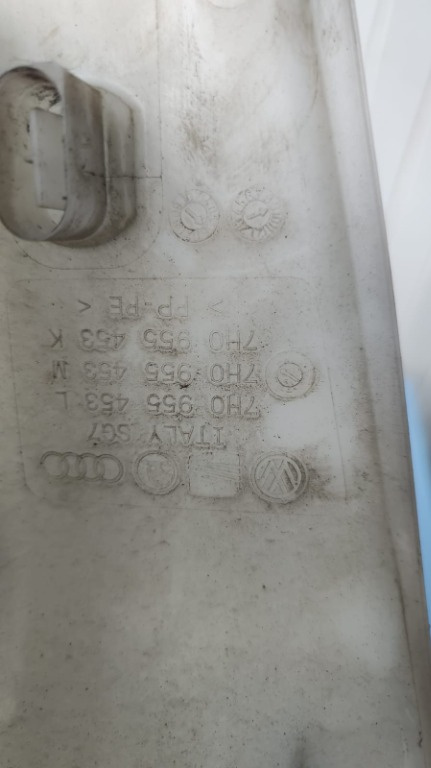 ITALY SG7
7H0 955 453 L
7H0 955 453 M
7H0 955 453 K
> PP-PE <